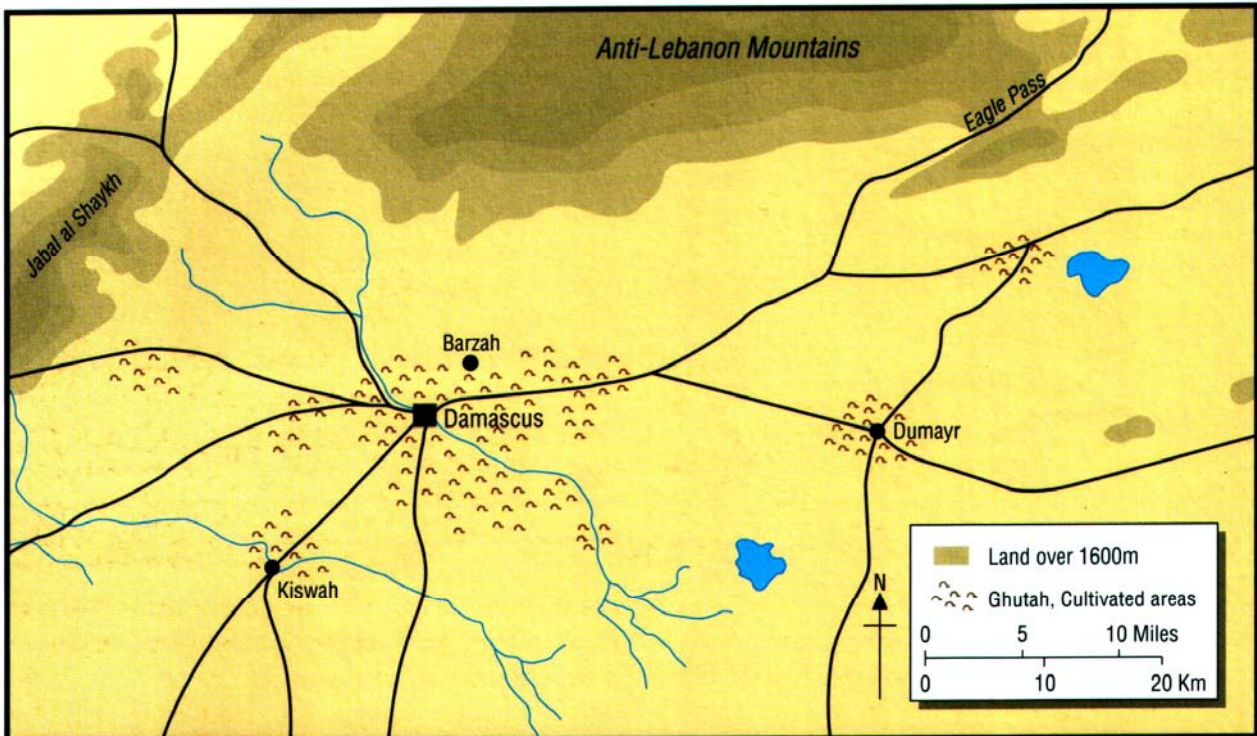 Anti-Lebanon Mountains
Eagle Pass
Jabal al Shaykh
Barzah
Damascus
Dumayr
Kiswah
N
Land over 1600m
Ghutah, Cultivated areas
0 5 10 Miles
0 10 20 Km